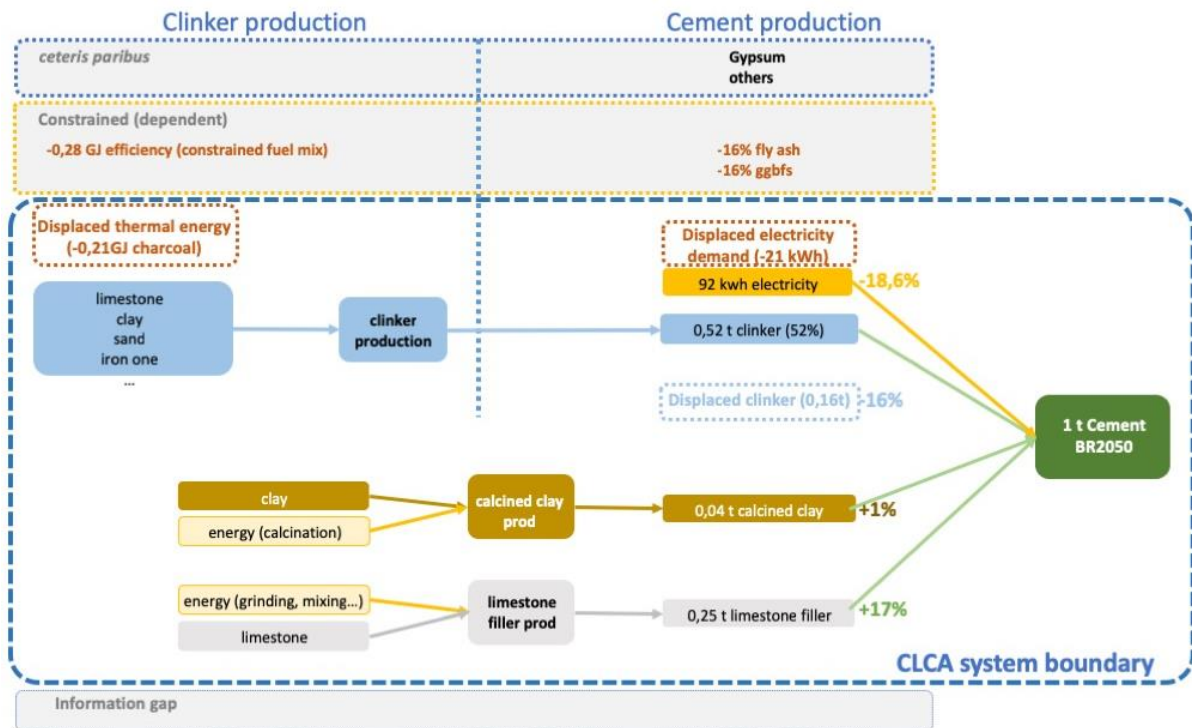 Clinker production
Cement production
ceteris paribus
Gypsum
others
Constrained (dependent)
-0,28 GJ efficiency (constrained fuel mix)
-16% fly ash
-16% ggbfs
Displaced thermal energy
(-0,21GJ charcoal)
Displaced electricity
demand (-21 kWh)
92 kwh electricity
-18,6%
limestone
clay
sand
iron one
...
clinker
production
0,52 t clinker (52%)
Displaced clinker (0,16t)
-16%
1 t Cement
BR2050
clay
energy (calcination)
calcined clay
prod
0,04 t calcined clay
+1%
energy (grinding, mixing...)
limestone
limestone
filler prod
0,25 t limestone filler
+17%
CLCA system boundary
Information gap